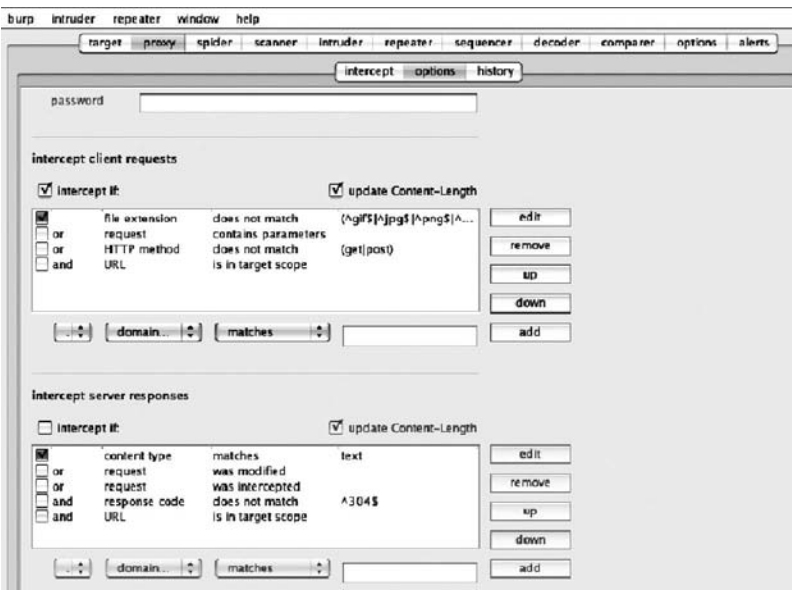 burp intruder repeater window help
target proxy spider scanner intruder repeater sequencer decoder comparer options alerts
intercept options history
password
intercept client requests
intercept if: update Content-Length
file extension does not match (^gif$|^jpg$|^png$|^...
or request contains parameters
or HTTP method does not match (get|post)
and URL is in target scope
edit
remove
up
down
. domain... matches add
intercept server responses
intercept if: update Content-Length
content type matches text
or request was modified
or request was intercepted
and response code does not match ^304$
and URL is in target scope
edit
remove
up
down
. domain... matches add